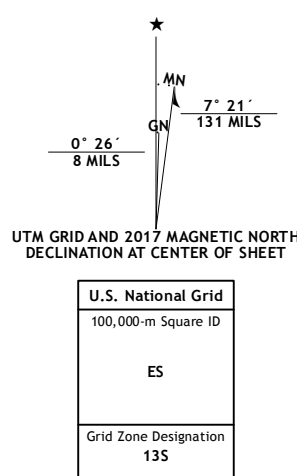 MN
7° 21´
131 MILS
GN
0° 26´
8 MILS
UTM GRID AND 2017 MAGNETIC NORTH
DECLINATION AT CENTER OF SHEET
U.S. National Grid
100,000-m Square ID
ES
Grid Zone Designation
13S